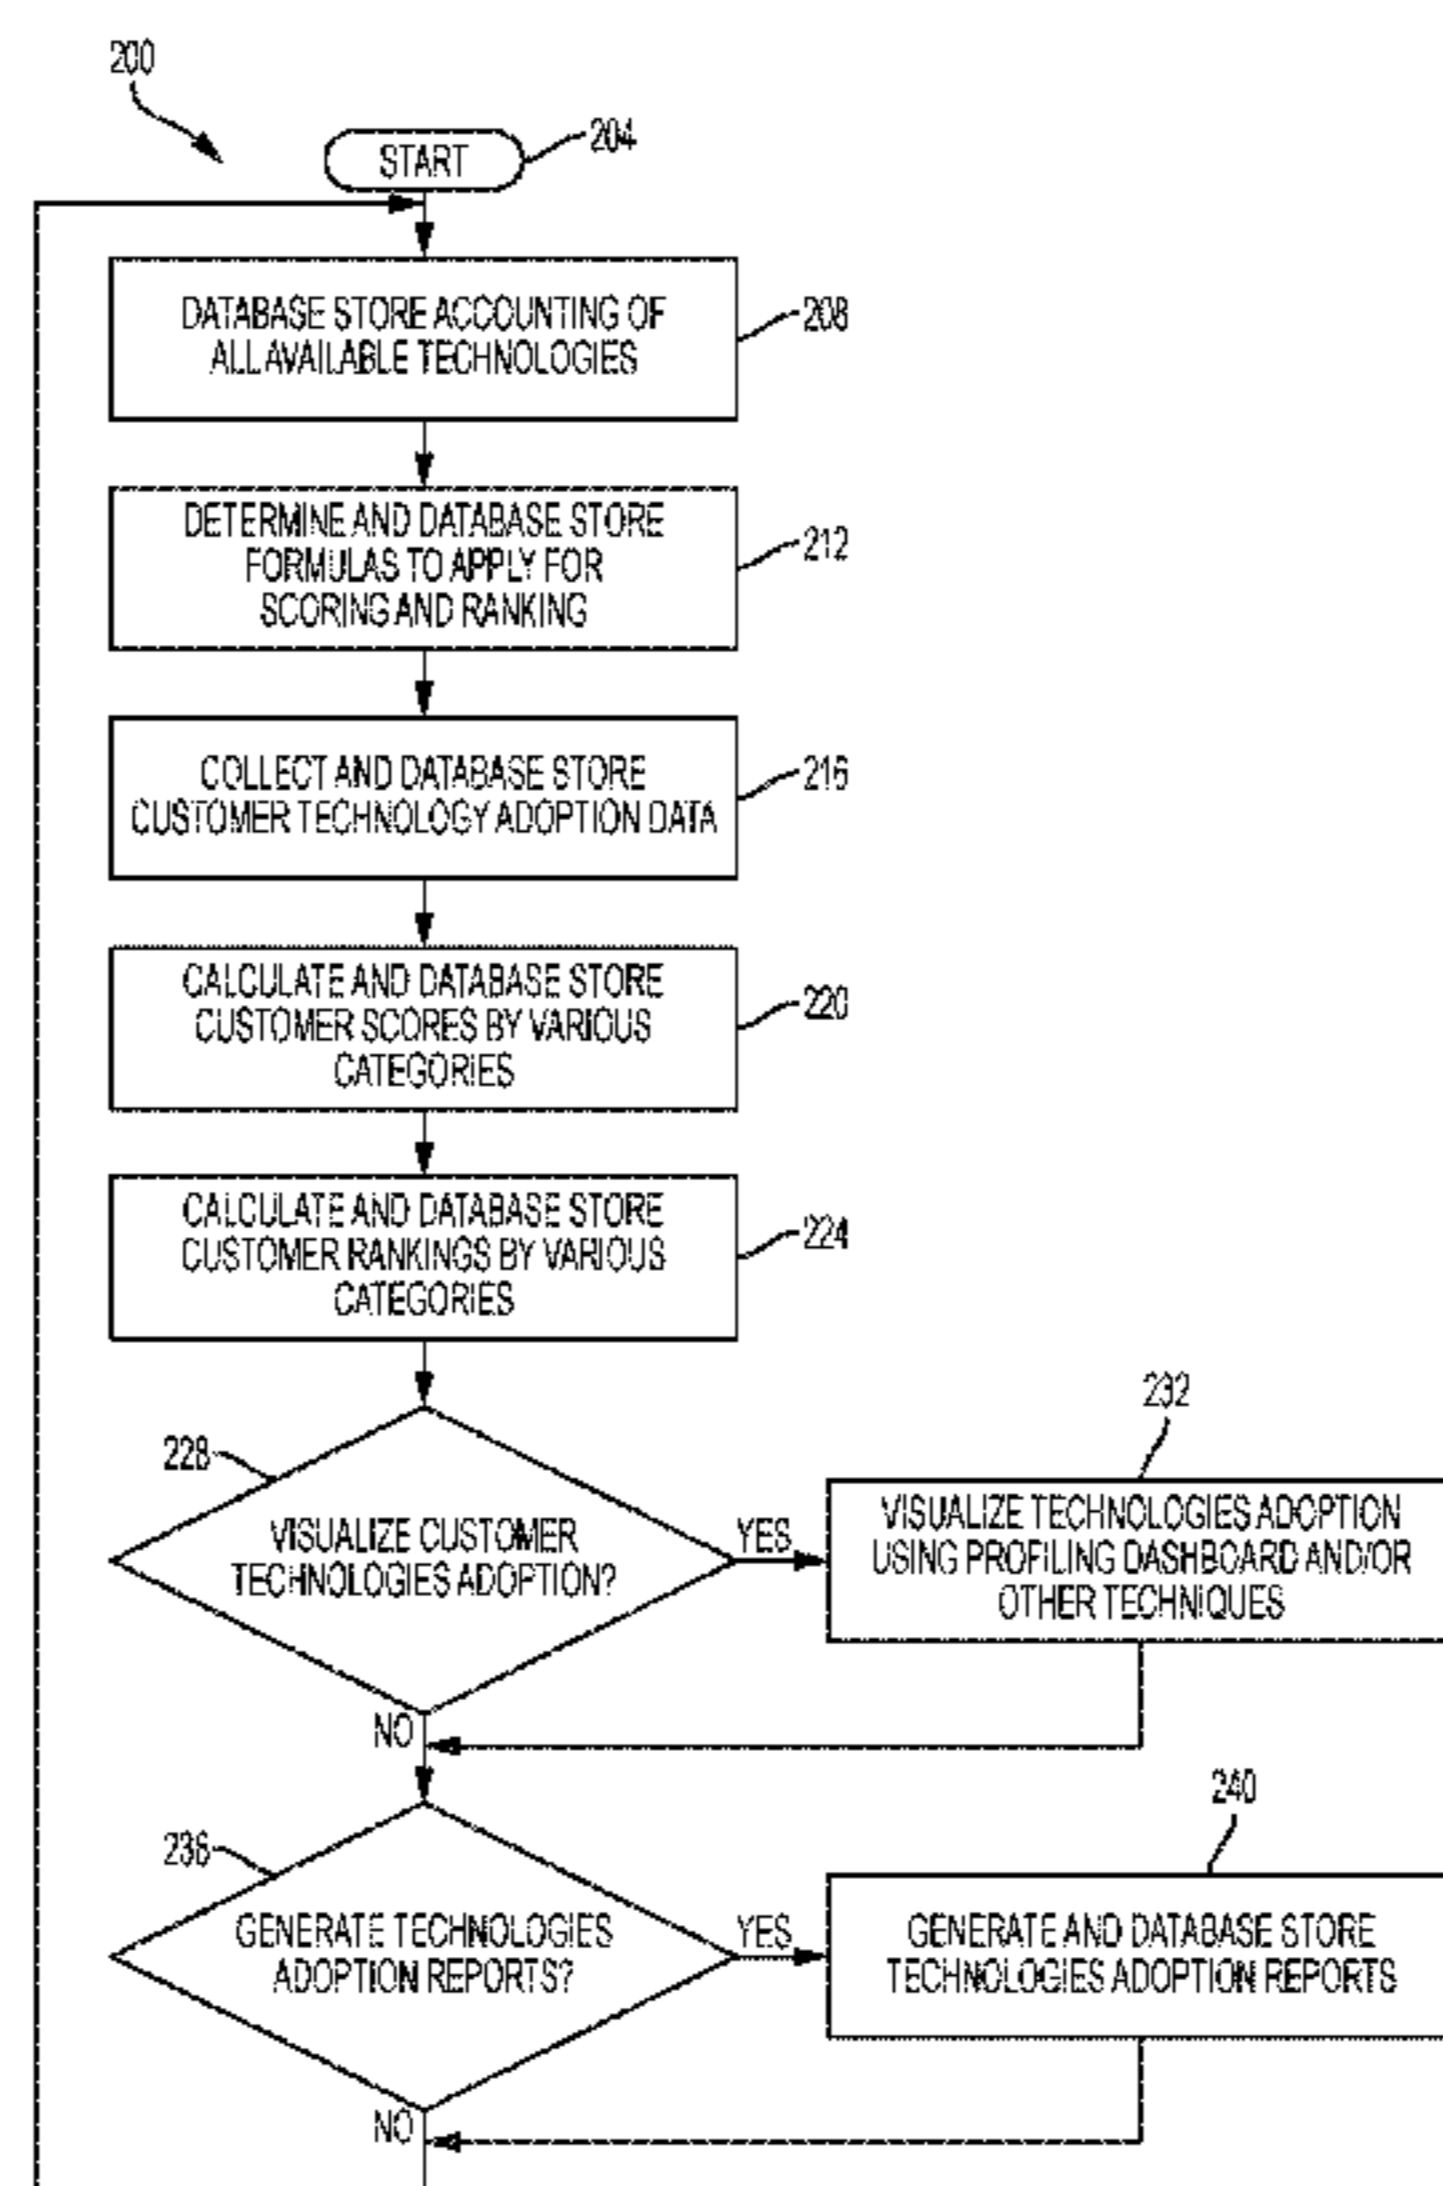 200
START
204
DATABASE STORE ACCOUNTING OF
ALL AVAILABLE TECHNOLOGIES
208
DETERMINE AND DATABASE STORE
FORMULAS TO APPLY FOR
SCORING AND RANKING
212
COLLECT AND DATABASE STORE
CUSTOMER TECHNOLOGY ADOPTION DATA
216
CALCULATE AND DATABASE STORE
CUSTOMER SCORES BY VARIOUS
CATEGORIES
220
CALCULATE AND DATABASE STORE
CUSTOMER RANKINGS BY VARIOUS
CATEGORIES
224
228
VISUALIZE CUSTOMER
TECHNOLOGIES ADOPTION?
YES
232
VISUALIZE TECHNOLOGIES ADOPTION
USING PROFILING DASHBOARD AND/OR
OTHER TECHNIQUES
NO
236
GENERATE TECHNOLOGIES
ADOPTION REPORTS?
YES
240
GENERATE AND DATABASE STORE
TECHNOLOGIES ADOPTION REPORTS
NO